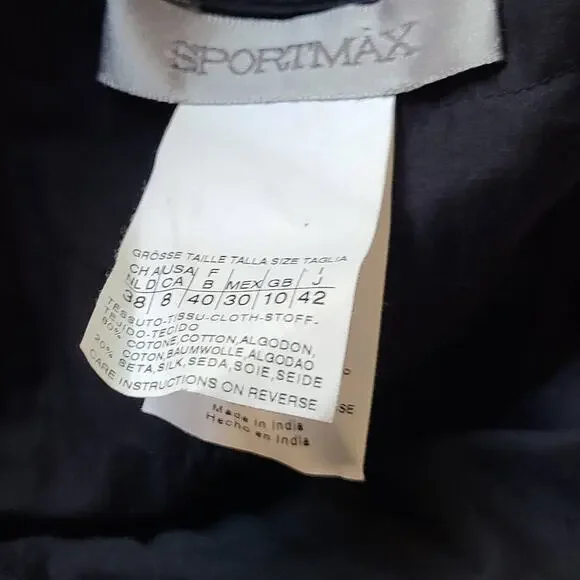 SPORTMÀX
GRÖSSE TAILLE TALLA SIZE TAGLIA
CH A USA F I
NL D CA B MEX GB J
38 8 40 30 10 42
TESSUTO-TISSU-CLOTH-STOFF-
TEJIDO-TECIDO
80% COTONE,COTTON,ALGODON,
COTON,BAUMWOLLE,ALGODAO
20% SETA,SILK,SEDA,SOIE,SEIDE
CARE INSTRUCTIONS ON REVERSE
SE
Made in India
Hecho en India